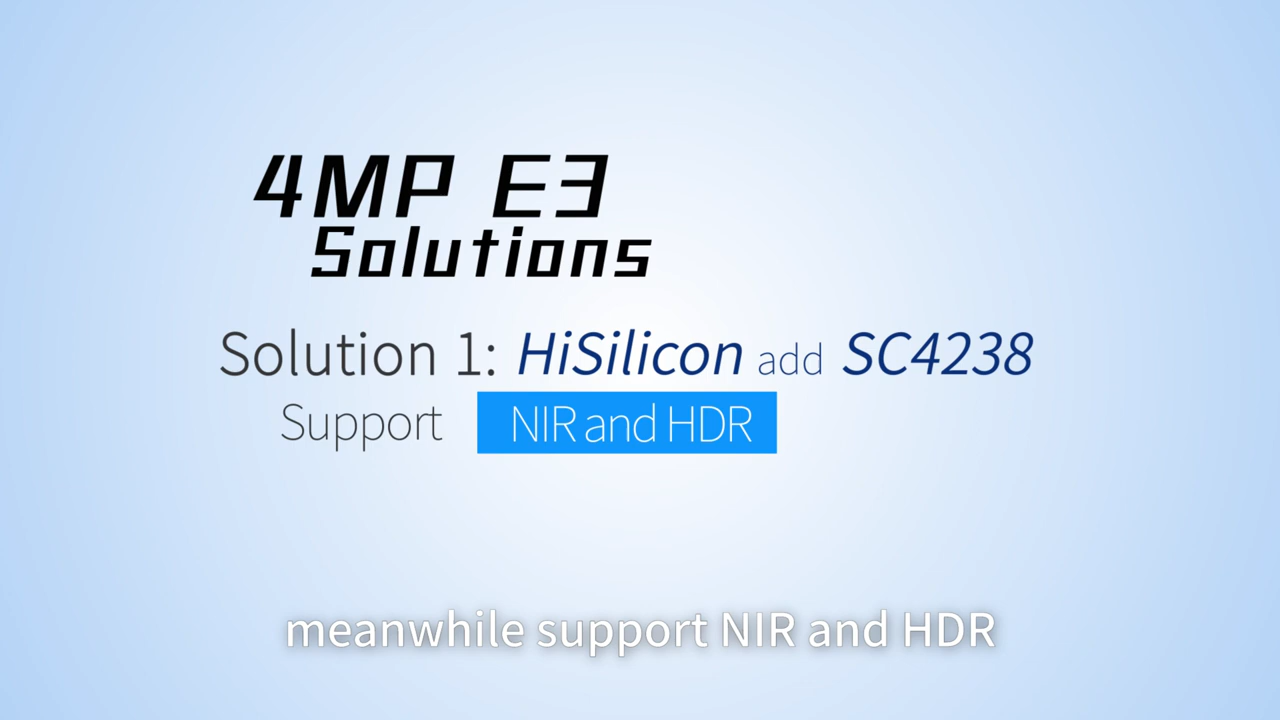 4MP E3
Solutions
Solution 1: HiSilicon add SC4238
Support NIR and HDR
meanwhile support NIR and HDR